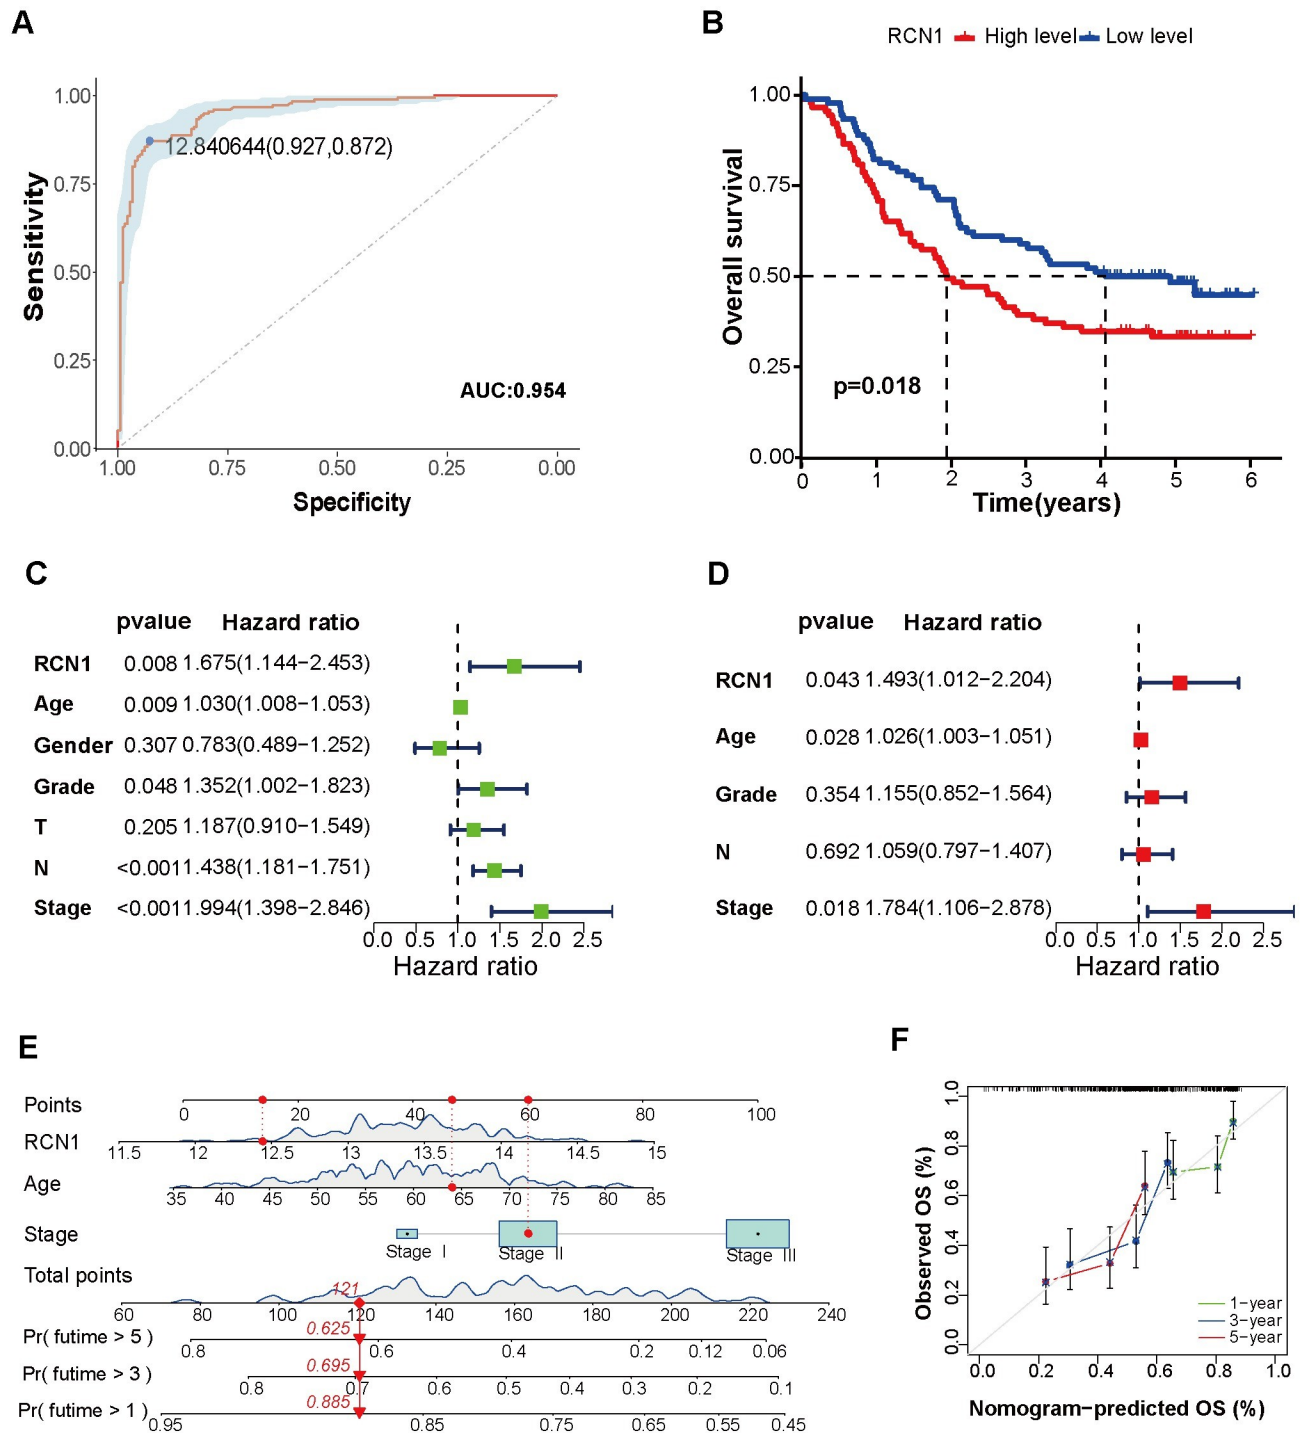 A
1.00
0.75
0.50
0.25
0.00
12.840644(0.927,0.872)
AUC:0.954
Sensitivity
1.00 0.75 0.50 0.25 0.00
Specificity
B
RCN1 High level Low level
1.00
0.75
0.50
0.25
0.00
Overall survival
p=0.018
0 1 2 3 4 5 6
Time(years)
C
pvalue Hazard ratio
RCN1 0.008 1.675(1.144−2.453)
Age 0.009 1.030(1.008−1.053)
Gender 0.307 0.783(0.489−1.252)
Grade 0.048 1.352(1.002−1.823)
T 0.205 1.187(0.910−1.549)
N <0.001 1.438(1.181−1.751)
Stage <0.001 1.994(1.398−2.846)
0.0 0.5 1.0 1.5 2.0 2.5
Hazard ratio
D
pvalue Hazard ratio
RCN1 0.043 1.493(1.012−2.204)
Age 0.028 1.026(1.003−1.051)
Grade 0.354 1.155(0.852−1.564)
N 0.692 1.059(0.797−1.407)
Stage 0.018 1.784(1.106−2.878)
0.0 0.5 1.0 1.5 2.0 2.5
Hazard ratio
E
Points
0 20 40 60 80 100
RCN1
11.5 12 12.5 13 13.5 14 14.5 15
Age
35 40 45 50 55 60 65 70 75 80 85
Stage
Stage I Stage II Stage III
Total points
121
60 80 100 120 140 160 180 200 220 240
0.625
Pr( futime > 5 )
0.8 0.6 0.4 0.2 0.12 0.06
0.695
Pr( futime > 3 )
0.8 0.7 0.6 0.5 0.4 0.3 0.2 0.1
0.885
Pr( futime > 1 )
0.95 0.85 0.75 0.65 0.55 0.45
F
1.0
0.8
0.6
0.4
0.2
0.0
Observed OS (%)
1−year
3−year
5−year
0.0 0.2 0.4 0.6 0.8 1.0
Nomogram−predicted OS (%)